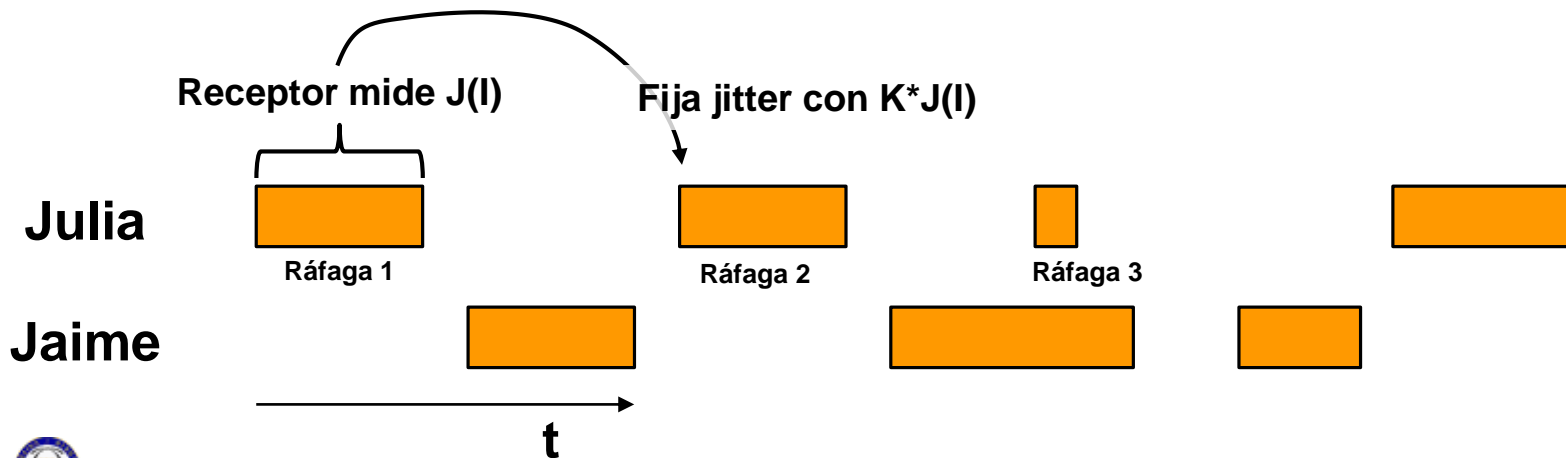 Receptor mide J(I)
Fija jitter con K*J(I)
Julia
Ráfaga 1
Ráfaga 2
Ráfaga 3
Jaime
t